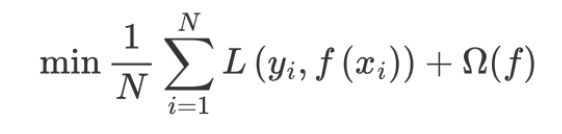 min 1/N ∑_{i=1}^{N} L (y_i, f (x_i)) + Ω(f)